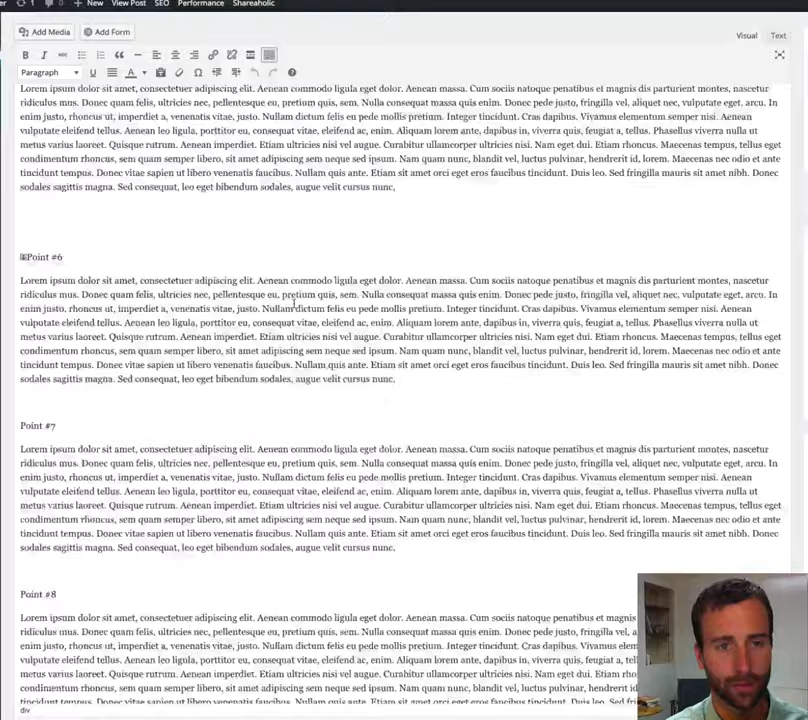 1 + New View Post SEO Performance Shareaholic
Add Media Add Form
Visual Text
B I ABC
Paragraph U A Ω ?
Lorem ipsum dolor sit amet, consectetuer adipiscing elit. Aenean commodo ligula eget dolor. Aenean massa. Cum sociis natoque penatibus et magnis dis parturient montes, nascetur
ridiculus mus. Donec quam felis, ultricies nec, pellentesque eu, pretium quis, sem. Nulla consequat massa quis enim. Donec pede justo, fringilla vel, aliquet nec, vulputate eget, arcu. In
enim justo, rhoncus ut, imperdiet a, venenatis vitae, justo. Nullam dictum felis eu pede mollis pretium. Integer tincidunt. Cras dapibus. Vivamus elementum semper nisi. Aenean
vulputate eleifend tellus. Aenean leo ligula, porttitor eu, consequat vitae, eleifend ac, enim. Aliquam lorem ante, dapibus in, viverra quis, feugiat a, tellus. Phasellus viverra nulla ut
metus varius laoreet. Quisque rutrum. Aenean imperdiet. Etiam ultricies nisi vel augue. Curabitur ullamcorper ultricies nisi. Nam eget dui. Etiam rhoncus. Maecenas tempus, tellus eget
condimentum rhoncus, sem quam semper libero, sit amet adipiscing sem neque sed ipsum. Nam quam nunc, blandit vel, luctus pulvinar, hendrerit id, lorem. Maecenas nec odio et ante
tincidunt tempus. Donec vitae sapien ut libero venenatis faucibus. Nullam quis ante. Etiam sit amet orci eget eros faucibus tincidunt. Duis leo. Sed fringilla mauris sit amet nibh. Donec
sodales sagittis magna. Sed consequat, leo eget bibendum sodales, augue velit cursus nunc,
Point #6
Lorem ipsum dolor sit amet, consectetuer adipiscing elit. Aenean commodo ligula eget dolor. Aenean massa. Cum sociis natoque penatibus et magnis dis parturient montes, nascetur
ridiculus mus. Donec quam felis, ultricies nec, pellentesque eu, pretium quis, sem. Nulla consequat massa quis enim. Donec pede justo, fringilla vel, aliquet nec, vulputate eget, arcu. In
enim justo, rhoncus ut, imperdiet a, venenatis vitae, justo. Nullam dictum felis eu pede mollis pretium. Integer tincidunt. Cras dapibus. Vivamus elementum semper nisi. Aenean
vulputate eleifend tellus. Aenean leo ligula, porttitor eu, consequat vitae, eleifend ac, enim. Aliquam lorem ante, dapibus in, viverra quis, feugiat a, tellus. Phasellus viverra nulla ut
metus varius laoreet. Quisque rutrum. Aenean imperdiet. Etiam ultricies nisi vel augue. Curabitur ullamcorper ultricies nisi. Nam eget dui. Etiam rhoncus. Maecenas tempus, tellus eget
condimentum rhoncus, sem quam semper libero, sit amet adipiscing sem neque sed ipsum. Nam quam nunc, blandit vel, luctus pulvinar, hendrerit id, lorem. Maecenas nec odio et ante
tincidunt tempus. Donec vitae sapien ut libero venenatis faucibus. Nullam quis ante. Etiam sit amet orci eget eros faucibus tincidunt. Duis leo. Sed fringilla mauris sit amet nibh. Donec
sodales sagittis magna. Sed consequat, leo eget bibendum sodales, augue velit cursus nunc,
Point #7
Lorem ipsum dolor sit amet, consectetuer adipiscing elit. Aenean commodo ligula eget dolor. Aenean massa. Cum sociis natoque penatibus et magnis dis parturient montes, nascetur
ridiculus mus. Donec quam felis, ultricies nec, pellentesque eu, pretium quis, sem. Nulla consequat massa quis enim. Donec pede justo, fringilla vel, aliquet nec, vulputate eget, arcu. In
enim justo, rhoncus ut, imperdiet a, venenatis vitae, justo. Nullam dictum felis eu pede mollis pretium. Integer tincidunt. Cras dapibus. Vivamus elementum semper nisi. Aenean
vulputate eleifend tellus. Aenean leo ligula, porttitor eu, consequat vitae, eleifend ac, enim. Aliquam lorem ante, dapibus in, viverra quis, feugiat a, tellus. Phasellus viverra nulla ut
metus varius laoreet. Quisque rutrum. Aenean imperdiet. Etiam ultricies nisi vel augue. Curabitur ullamcorper ultricies nisi. Nam eget dui. Etiam rhoncus. Maecenas tempus, tellus eget
condimentum rhoncus, sem quam semper libero, sit amet adipiscing sem neque sed ipsum. Nam quam nunc, blandit vel, luctus pulvinar, hendrerit id, lorem. Maecenas nec odio et ante
tincidunt tempus. Donec vitae sapien ut libero venenatis faucibus. Nullam quis ante. Etiam sit amet orci eget eros faucibus tincidunt. Duis leo. Sed fringilla mauris sit amet nibh. Donec
sodales sagittis magna. Sed consequat, leo eget bibendum sodales, augue velit cursus nunc,
Point #8
Lorem ipsum dolor sit amet, consectetuer adipiscing elit. Aenean commodo ligula eget dolor. Aenean massa. Cum sociis natoque
ridiculus mus. Donec quam felis, ultricies nec, pellentesque eu, pretium quis, sem. Nulla consequat massa quis enim. Donec pede justo, fringilla vel, a
enim justo, rhoncus ut, imperdiet a, venenatis vitae, justo. Nullam dictum felis eu pede mollis pretium. Integer tincidunt. Cras dapibus.
vulputate eleifend tellus. Aenean leo ligula, porttitor eu, consequat vitae, eleifend ac, enim. Aliquam lorem ante, dapibus in, viverra quis,
metus varius laoreet. Quisque rutrum. Aenean imperdiet. Etiam ultricies nisi vel augue. Curabitur ullamcorper ultricies nisi. Nam eget dui.
condimentum rhoncus, sem quam semper libero, sit amet adipiscing sem neque sed ipsum. Nam quam nunc, blandit vel, luctus
tincidunt tempus. Donec vitae sapien ut libero venenatis faucibus. Nullam quis ante. Etiam sit amet orci eget eros faucibus tincidunt.
div